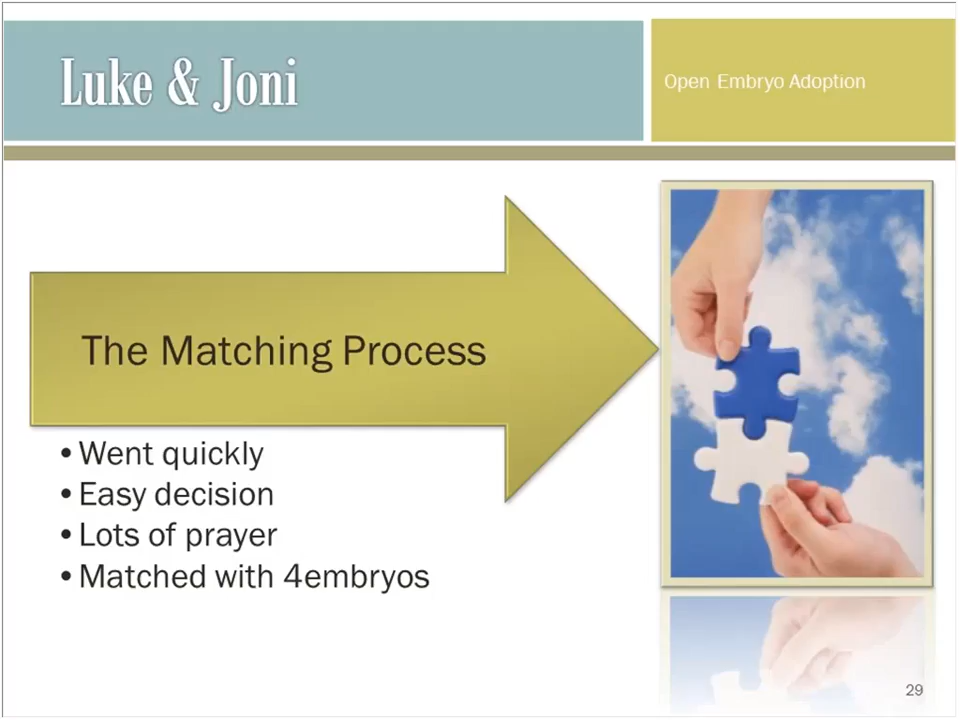 Luke & Joni
Open Embryo Adoption
The Matching Process
•Went quickly
•Easy decision
•Lots of prayer
•Matched with 4embryos
29